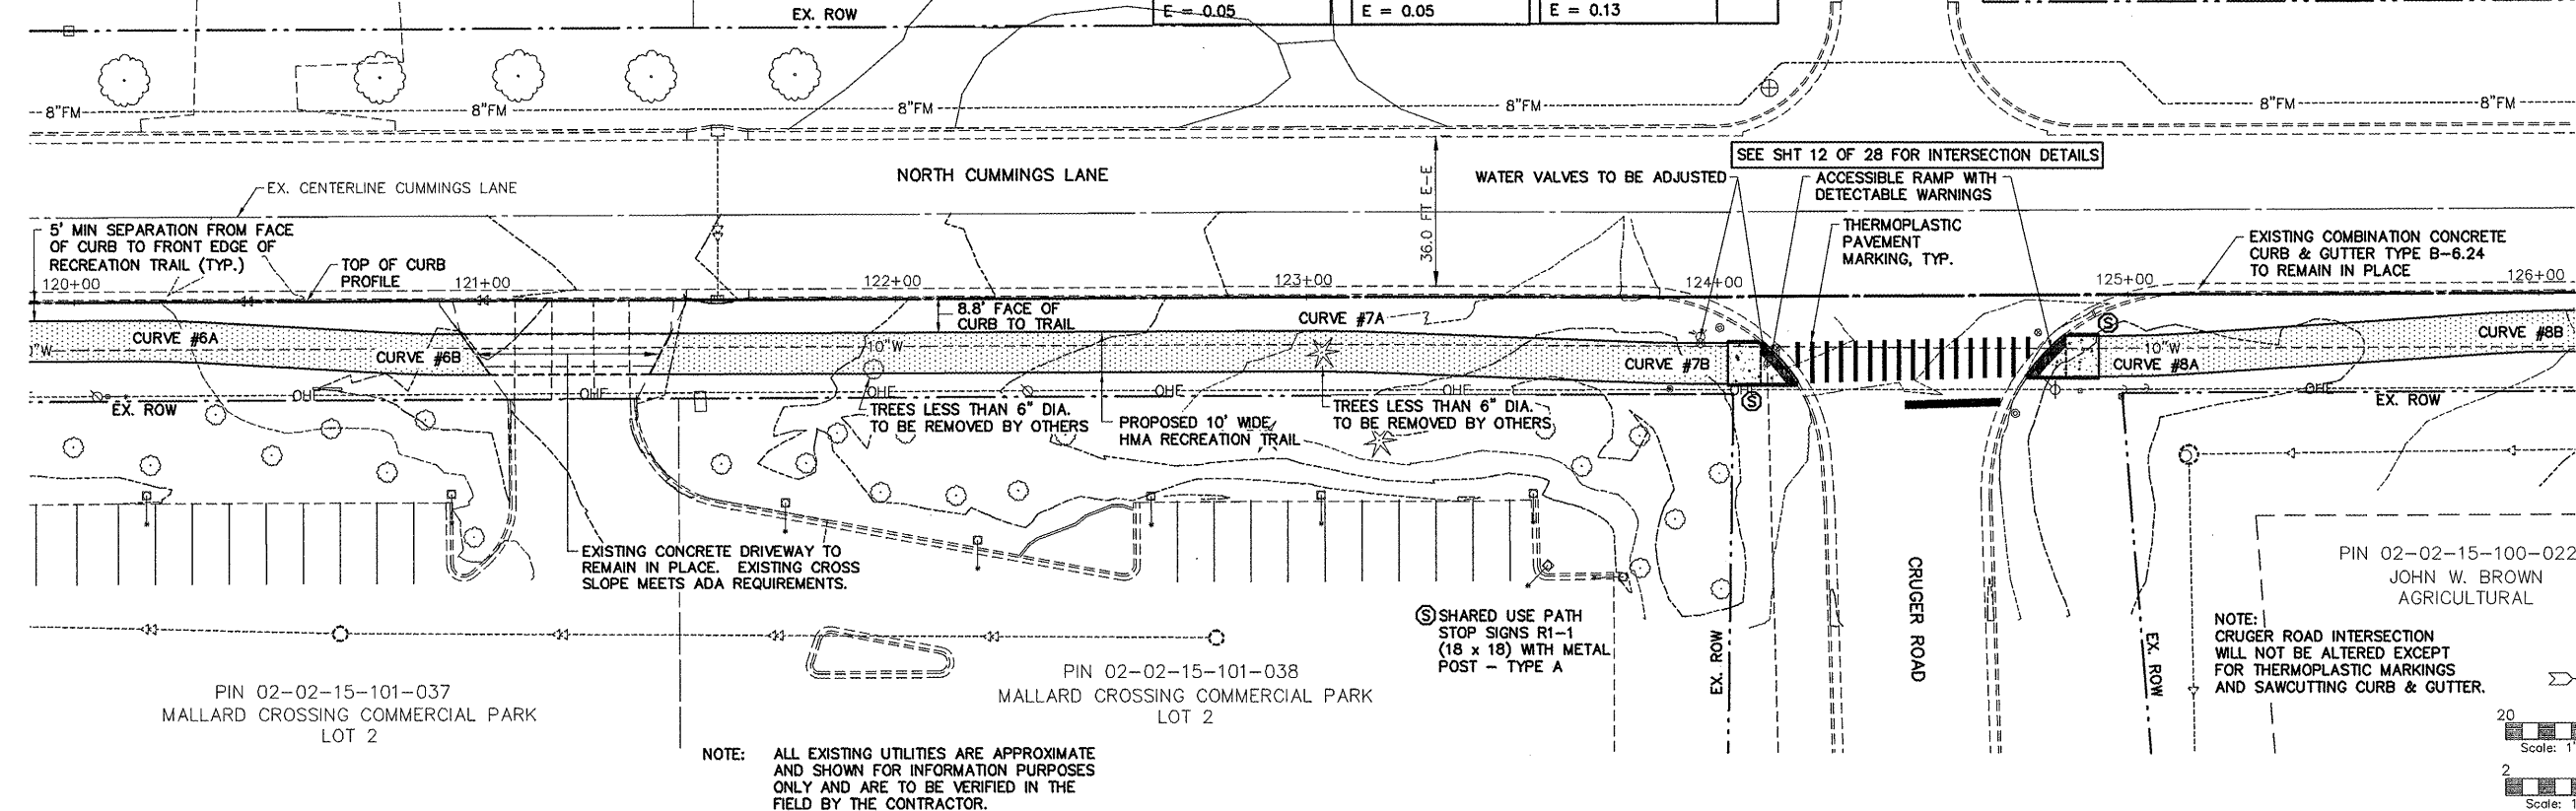 EX. ROW
E = 0.05
E = 0.05
E = 0.13
8"FM
8"FM
8"FM
8"FM
8"FM
8"FM
SEE SHT 12 OF 28 FOR INTERSECTION DETAILS
NORTH CUMMINGS LANE
EX. CENTERLINE CUMMINGS LANE
36.0 FT E-E
WATER VALVES TO BE ADJUSTED
ACCESSIBLE RAMP WITH
DETECTABLE WARNINGS
5' MIN SEPARATION FROM FACE
OF CURB TO FRONT EDGE OF
RECREATION TRAIL (TYP.)
TOP OF CURB
PROFILE
THERMOPLASTIC
PAVEMENT
MARKING, TYP.
EXISTING COMBINATION CONCRETE
CURB & GUTTER TYPE B-6.24
TO REMAIN IN PLACE
120+00
121+00
122+00
123+00
124+00
125+00
126+00
8.8' FACE OF
CURB TO TRAIL
CURVE #6A
CURVE #6B
CURVE #7A
CURVE #7B
CURVE #8A
CURVE #8B
"W
10"W
10"W
S
S
OHE
OHE
OHE
OHE
OHE
OHE
EX. ROW
EX. ROW
TREES LESS THAN 6" DIA.
TO BE REMOVED BY OTHERS
PROPOSED 10' WIDE
HMA RECREATION TRAIL
TREES LESS THAN 6" DIA.
TO BE REMOVED BY OTHERS
EXISTING CONCRETE DRIVEWAY TO
REMAIN IN PLACE. EXISTING CROSS
SLOPE MEETS ADA REQUIREMENTS.
S SHARED USE PATH
STOP SIGNS R1-1
(18 x 18) WITH METAL
POST - TYPE A
EX. ROW
CRUGER ROAD
EX. ROW
PIN 02-02-15-100-022
JOHN W. BROWN
AGRICULTURAL
NOTE:
CRUGER ROAD INTERSECTION
WILL NOT BE ALTERED EXCEPT
FOR THERMOPLASTIC MARKINGS
AND SAWCUTTING CURB & GUTTER.
PIN 02-02-15-101-037
MALLARD CROSSING COMMERCIAL PARK
LOT 2
PIN 02-02-15-101-038
MALLARD CROSSING COMMERCIAL PARK
LOT 2
NOTE: ALL EXISTING UTILITIES ARE APPROXIMATE
AND SHOWN FOR INFORMATION PURPOSES
ONLY AND ARE TO BE VERIFIED IN THE
FIELD BY THE CONTRACTOR.
20
Scale: 1"
2
Scale: 1